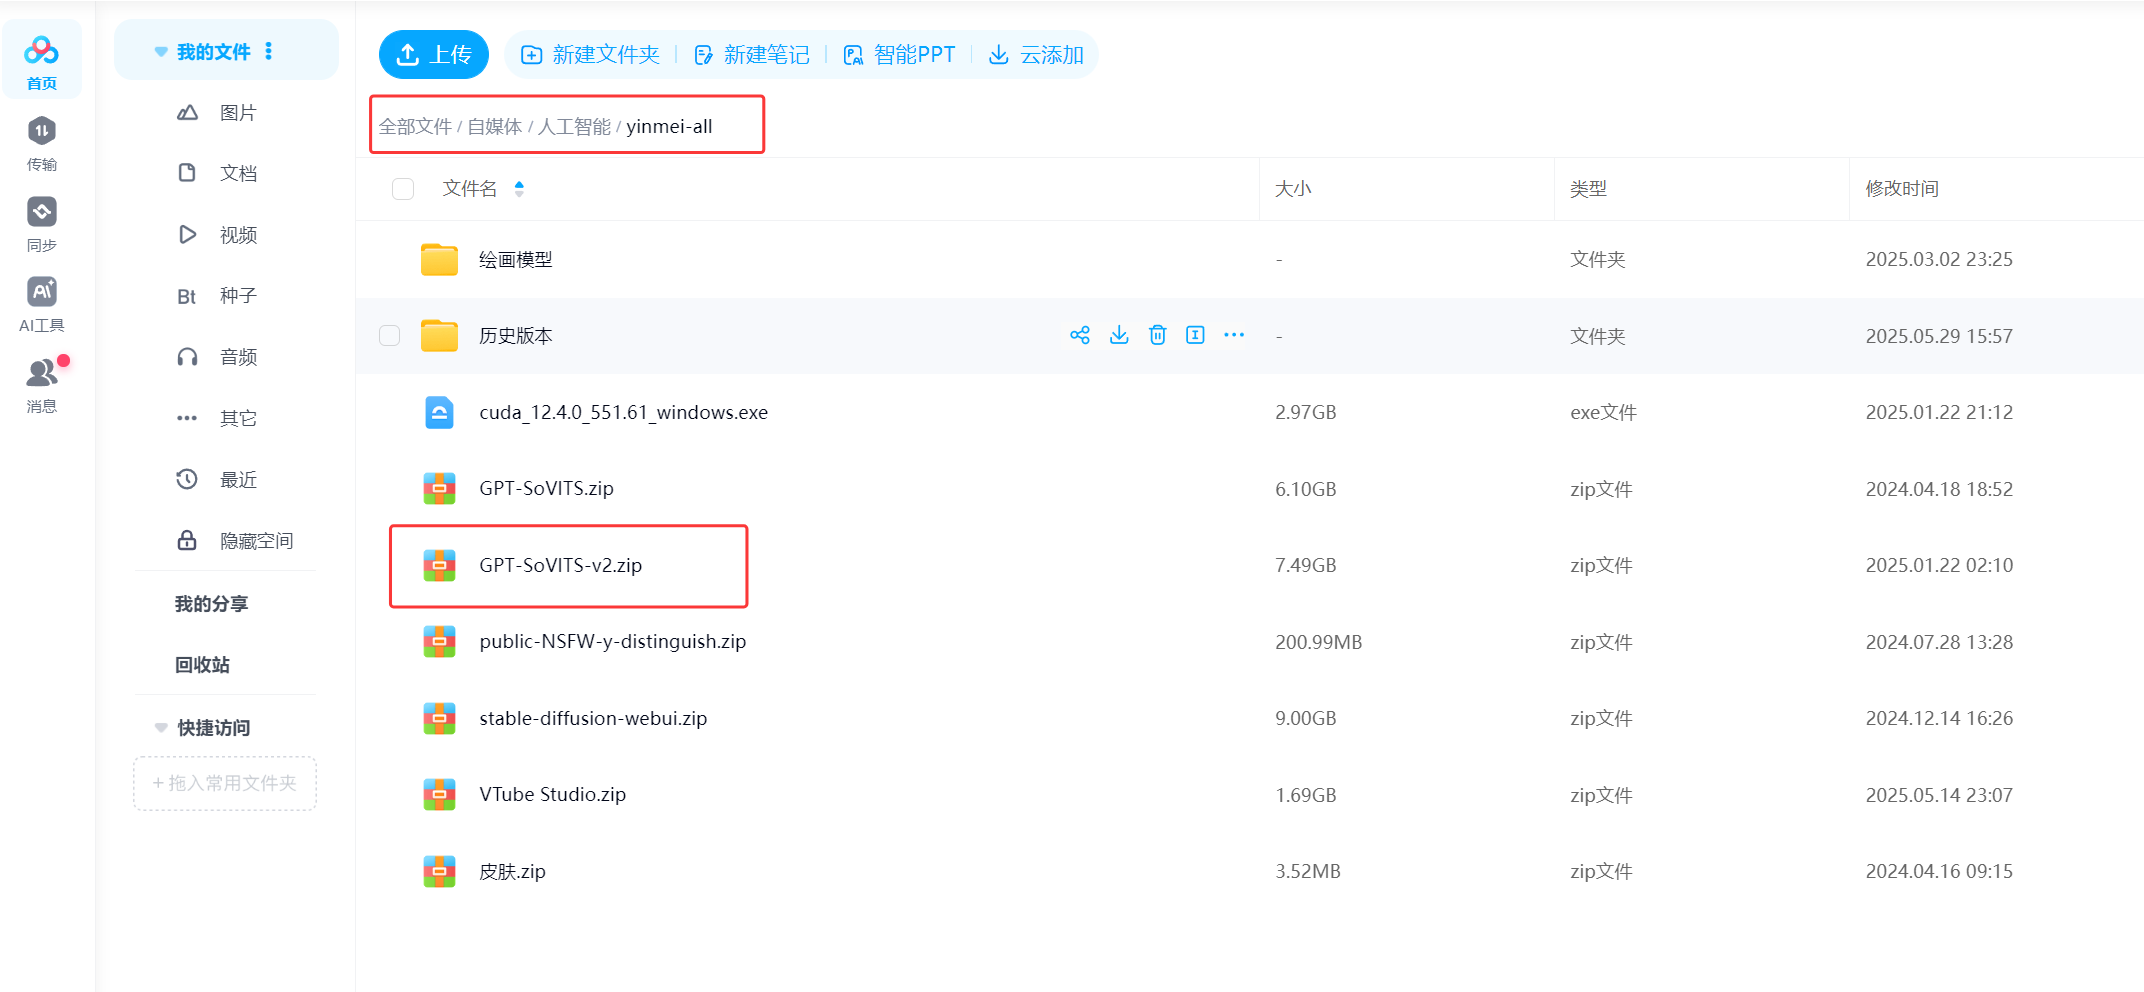 首页
传输
同步
AI工具
消息
我的文件
图片
文档
视频
Bt 种子
音频
其它
最近
隐藏空间
我的分享
回收站
快捷访问
+ 拖入常用文件夹
上传 新建文件夹 新建笔记 智能PPT 云添加
全部文件 / 自媒体 / 人工智能 / yinmei-all
文件名 大小 类型 修改时间
绘画模型 - 文件夹 2025.03.02 23:25
历史版本 - 文件夹 2025.05.29 15:57
cuda_12.4.0_551.61_windows.exe 2.97GB exe文件 2025.01.22 21:12
GPT-SoVITS.zip 6.10GB zip文件 2024.04.18 18:52
GPT-SoVITS-v2.zip 7.49GB zip文件 2025.01.22 02:10
public-NSFW-y-distinguish.zip 200.99MB zip文件 2024.07.28 13:28
stable-diffusion-webui.zip 9.00GB zip文件 2024.12.14 16:26
VTube Studio.zip 1.69GB zip文件 2025.05.14 23:07
皮肤.zip 3.52MB zip文件 2024.04.16 09:15